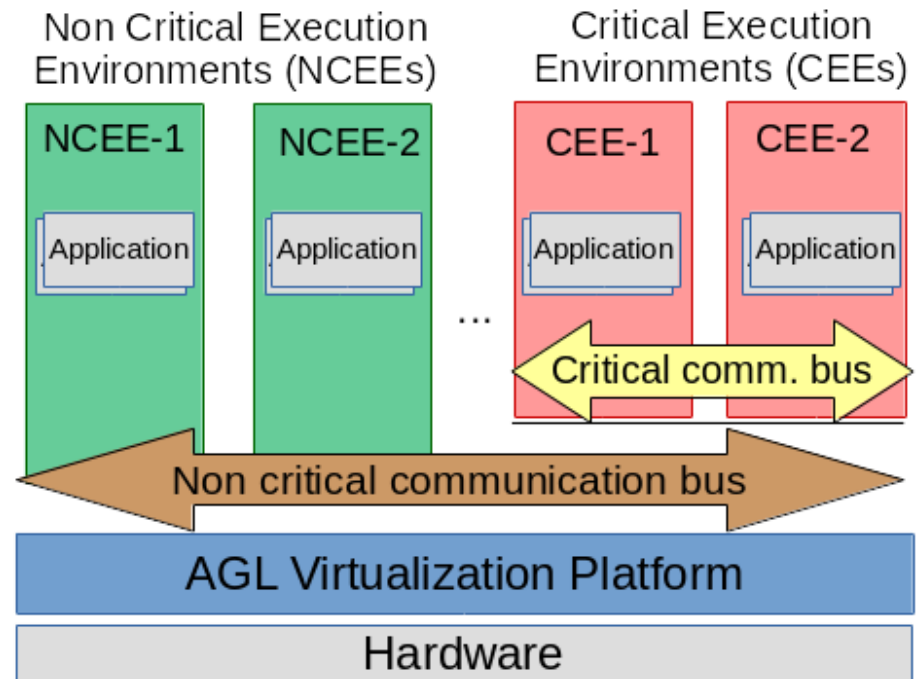 Non Critical Execution
Environments (NCEEs)
Critical Execution
Environments (CEEs)
NCEE-1
NCEE-2
CEE-1
CEE-2
Application
Application
Application
Application
...
Critical comm. bus
Non critical communication bus
AGL Virtualization Platform
Hardware